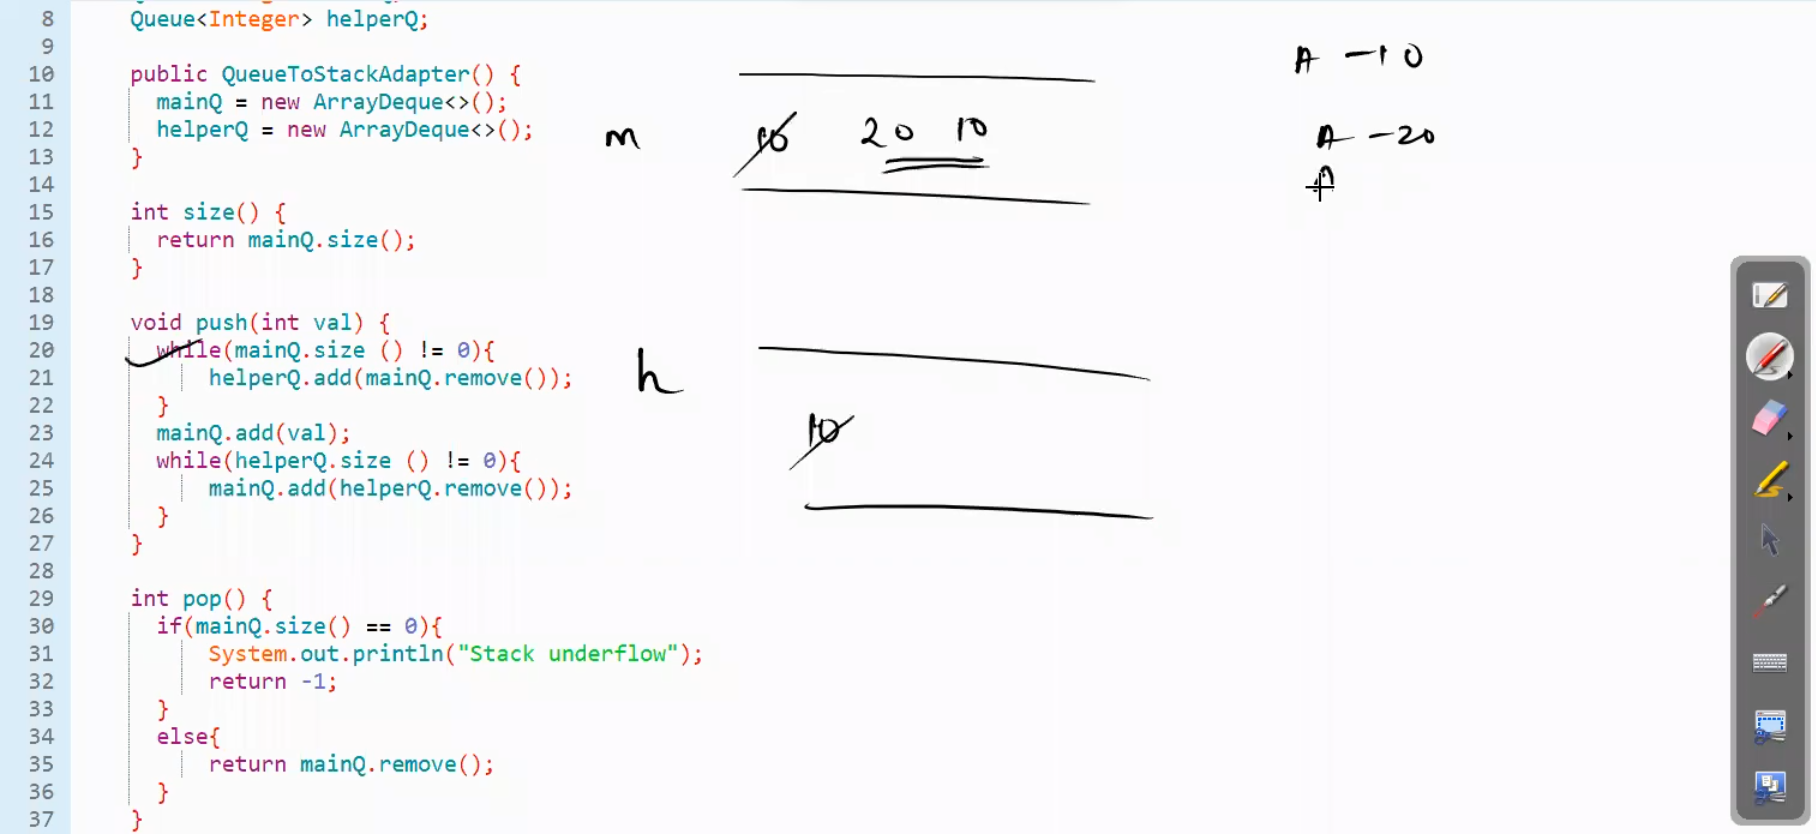 8 Queue<Integer> helperQ;
9
10 public QueueToStackAdapter() {
11 mainQ = new ArrayDeque<>();
12 helperQ = new ArrayDeque<>();
13 }
14
15 int size() {
16 return mainQ.size();
17 }
18
19 void push(int val) {
20 while(mainQ.size () != 0){
21 helperQ.add(mainQ.remove());
22 }
23 mainQ.add(val);
24 while(helperQ.size () != 0){
25 mainQ.add(helperQ.remove());
26 }
27 }
28
29 int pop() {
30 if(mainQ.size() == 0){
31 System.out.println("Stack underflow");
32 return -1;
33 }
34 else{
35 return mainQ.remove();
36 }
37 }
m 10 20 10
h
10
A -10
A -20
A